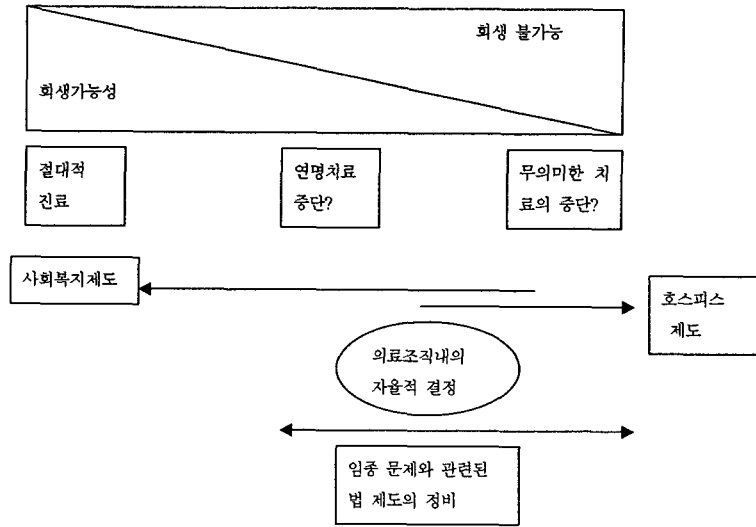 회생 불가능
회생가능성
절대적
진료
연명치료
중단?
무의미한 치
료의 중단?
사회복지제도
호스피스
제도
의료조직내의
자율적 결정
임종 문제와 관련된
법 제도의 정비